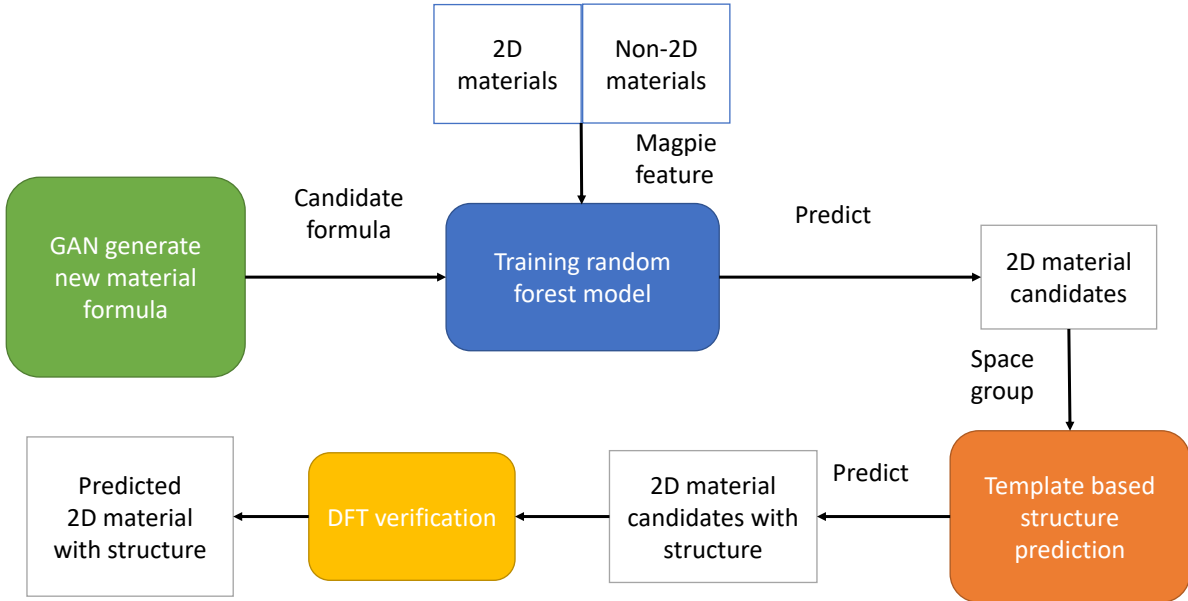 2D
materials
Non-2D
materials
Magpie
feature
GAN generate
new material
formula
Candidate
formula
Training random
forest model
Predict
2D material
candidates
Space
group
Template based
structure
prediction
Predict
2D material
candidates with
structure
DFT verification
Predicted
2D material
with structure